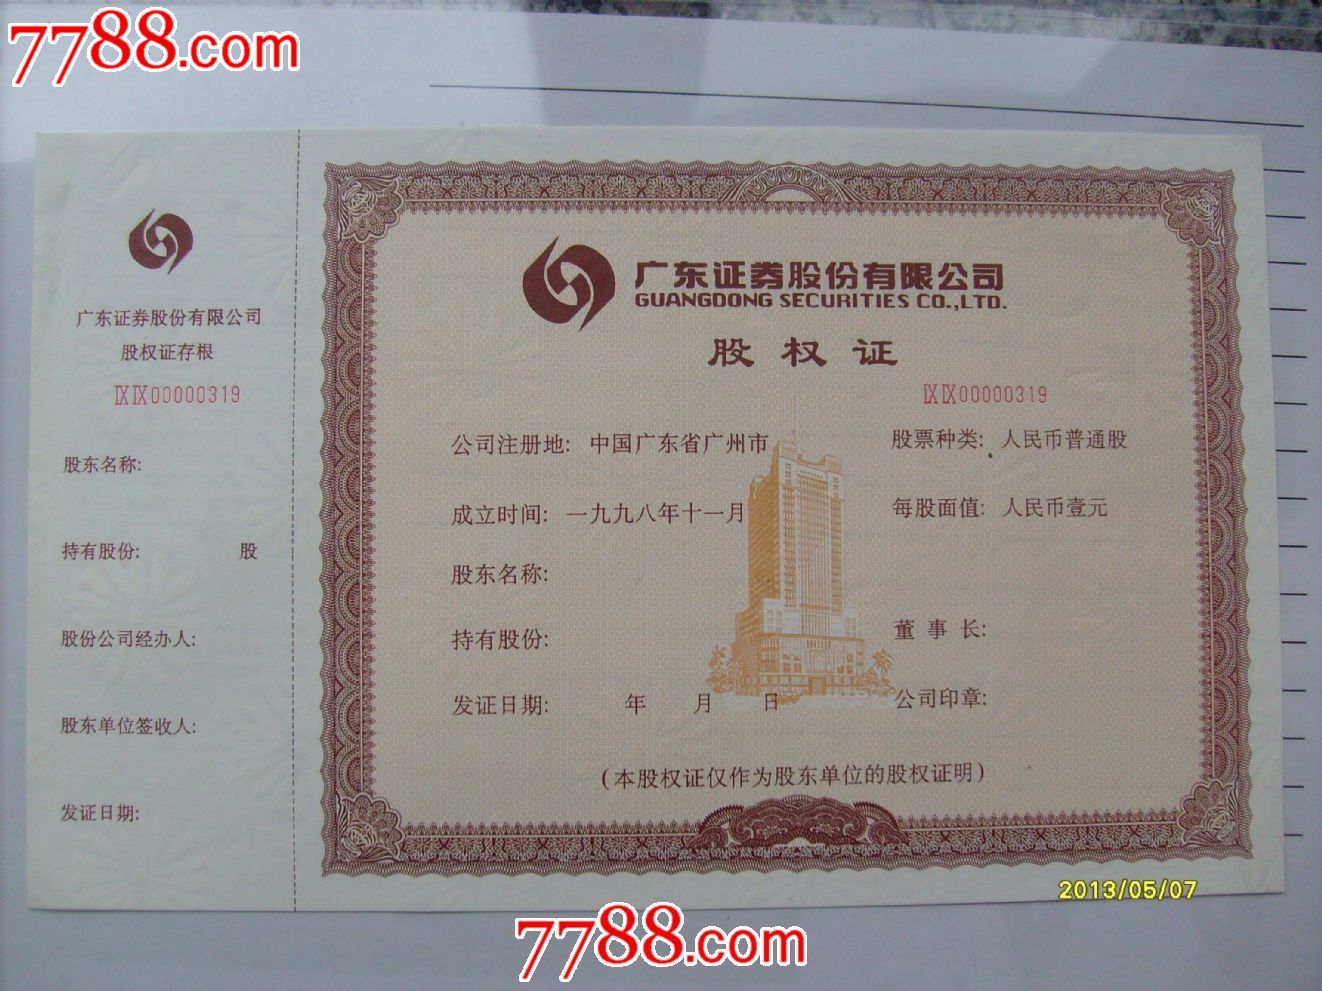 7788.com
广东证券股份有限公司
股权证存根
ⅨⅨ00000319
股东名称:
持有股份: 股
股份公司经办人:
股东单位签收人:
发证日期:
广东证券股份有限公司
GUANGDONG SECURITIES CO.,LTD.
股权证
ⅨⅨ00000319
公司注册地: 中国广东省广州市 股票种类: 人民币普通股
成立时间: 一九九八年十一月 每股面值: 人民币壹元
股东名称:
持有股份: 董事长:
发证日期: 年 月 日 公司印章:
(本股权证仅作为股东单位的股权证明)
2013/05/07
7788.com